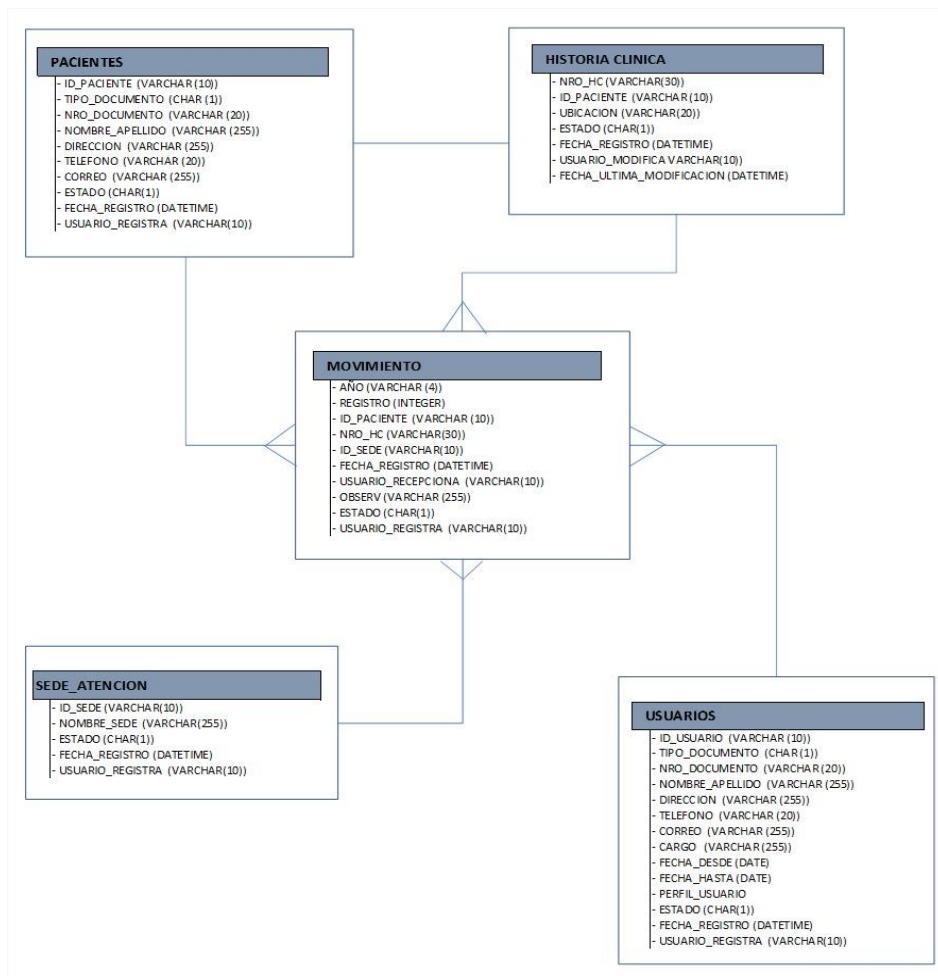 PACIENTES
- ID_PACIENTE (VARCHAR (10))
- TIPO_DOCUMENTO (CHAR (1))
- NRO_DOCUMENTO (VARCHAR (20))
- NOMBRE_APELLIDO (VARCHAR (255))
- DIRECCION (VARCHAR (255))
- TELEFONO (VARCHAR (20))
- CORREO (VARCHAR (255))
- ESTADO (CHAR(1))
- FECHA_REGISTRO (DATETIME)
- USUARIO_REGISTRA (VARCHAR(10))
HISTORIA CLINICA
- NRO_HC (VARCHAR(30))
- ID_PACIENTE (VARCHAR (10))
- UBICACION (VARCHAR(20))
- ESTADO (CHAR(1))
- FECHA_REGISTRO (DATETIME)
- USUARIO_MODIFICA VARCHAR(10))
- FECHA_ULTIMA_MODIFICACION (DATETIME)
MOVIMIENTO
- AÑO (VARCHAR (4))
- REGISTRO (INTEGER)
- ID_PACIENTE (VARCHAR (10))
- NRO_HC (VARCHAR(30))
- ID_SEDE (VARCHAR(10))
- FECHA_REGISTRO (DATETIME)
- USUARIO_RECEPCIONA (VARCHAR(10))
- OBSERV (VARCHAR (255))
- ESTADO (CHAR(1))
- USUARIO_REGISTRA (VARCHAR(10))
SEDE_ATENCION
- ID_SEDE (VARCHAR(10))
- NOMBRE_SEDE (VARCHAR(255))
- ESTADO (CHAR(1))
- FECHA_REGISTRO (DATETIME)
- USUARIO_REGISTRA (VARCHAR(10))
USUARIOS
- ID_USUARIO (VARCHAR (10))
- TIPO_DOCUMENTO (CHAR (1))
- NRO_DOCUMENTO (VARCHAR (20))
- NOMBRE_APELLIDO (VARCHAR (255))
- DIRECCION (VARCHAR (255))
- TELEFONO (VARCHAR (20))
- CORREO (VARCHAR (255))
- CARGO (VARCHAR (255))
- FECHA_DESDE (DATE)
- FECHA_HASTA (DATE)
- PERFIL_USUARIO
- ESTADO (CHAR(1))
- FECHA_REGISTRO (DATETIME)
- USUARIO_REGISTRA (VARCHAR(10))